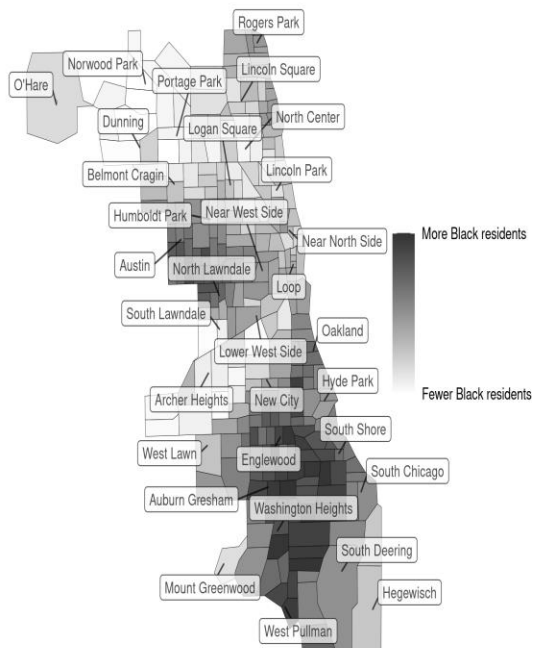 Rogers Park
Norwood Park
Lincoln Square
Portage Park
O'Hare
North Center
Dunning
Logan Square
Lincoln Park
Belmont Cragin
Humboldt Park
Near West Side
More Black residents
Near North Side
Austin
North Lawndale
Loop
South Lawndale
Oakland
Lower West Side
Hyde Park
Fewer Black residents
Archer Heights
New City
South Shore
West Lawn
Englewood
South Chicago
Auburn Gresham
Washington Heights
South Deering
Mount Greenwood
Hegewisch
West Pullman